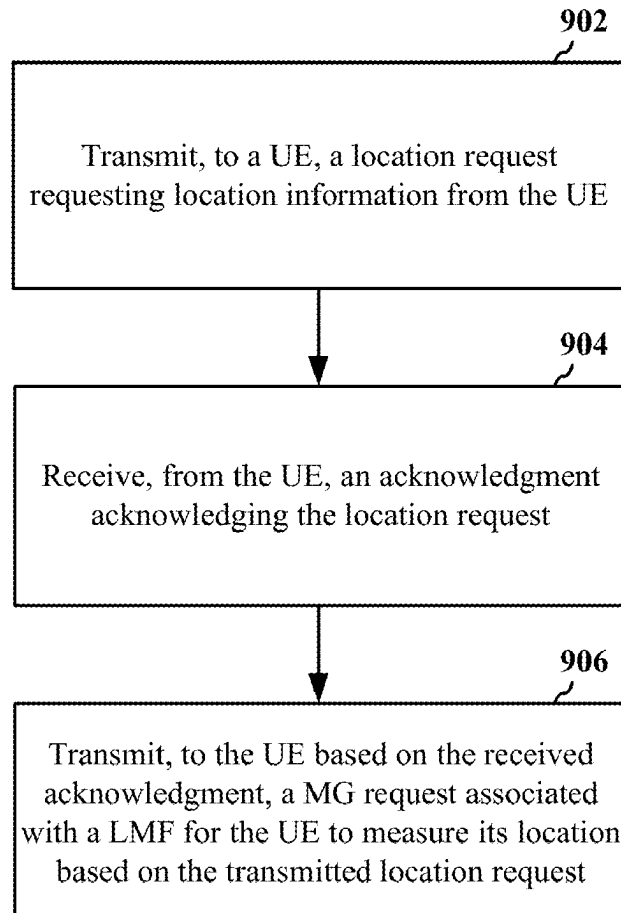 902
Transmit, to a UE, a location request
requesting location information from the UE
904
Receive, from the UE, an acknowledgment
acknowledging the location request
906
Transmit, to the UE based on the received
acknowledgment, a MG request associated
with a LMF for the UE to measure its location
based on the transmitted location request